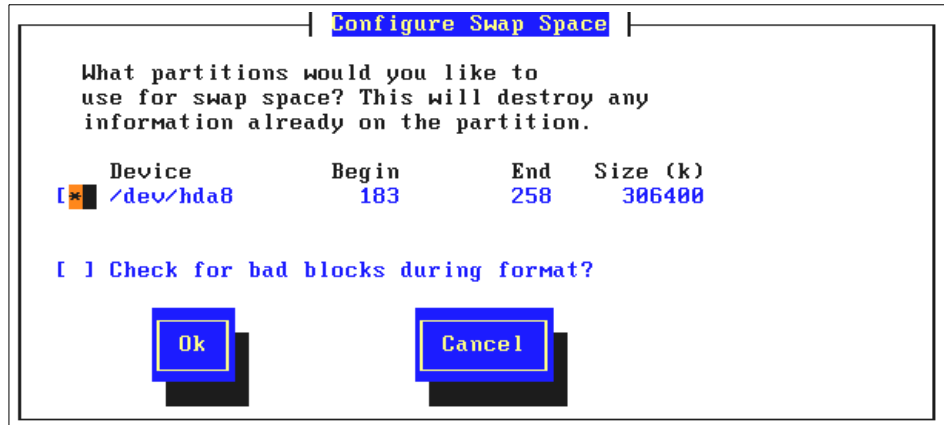 Configure Swap Space
What partitions would you like to
use for swap space? This will destroy any
information already on the partition.
Device Begin End Size (k)
[*] /dev/hda8 183 258 306400
[ ] Check for bad blocks during format?
Ok Cancel